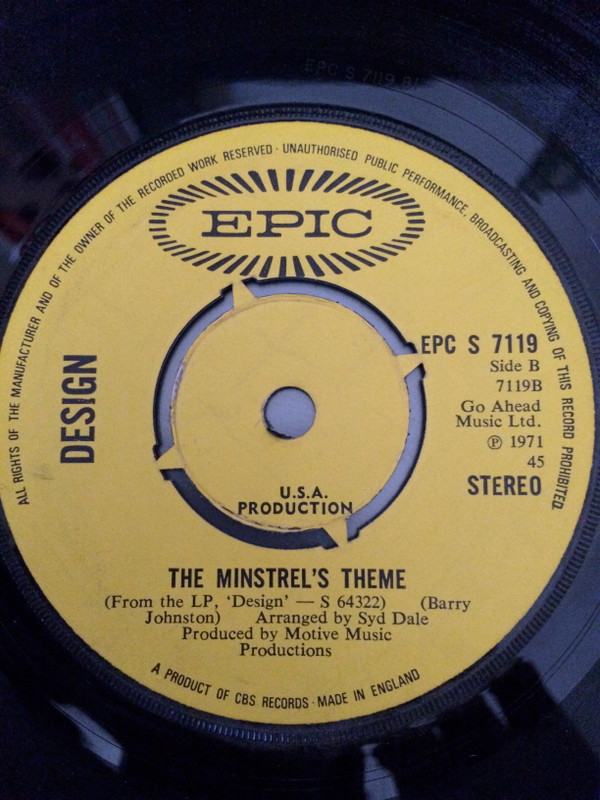 EPC S 7119 B1
ALL RIGHTS OF THE MANUFACTURER AND OF THE OWNER OF THE RECORDED WORK RESERVED · UNAUTHORISED PUBLIC PERFORMANCE, BROADCASTING AND COPYING OF THIS RECORD PROHIBITED.
EPIC
DESIGN
EPC S 7119
Side B
7119B
Go Ahead
Music Ltd.
℗ 1971
45
STEREO
U.S.A.
PRODUCTION
THE MINSTREL'S THEME
(From the LP, 'Design' — S 64322) (Barry
Johnston) Arranged by Syd Dale
Produced by Motive Music
Productions
A PRODUCT OF CBS RECORDS · MADE IN ENGLAND